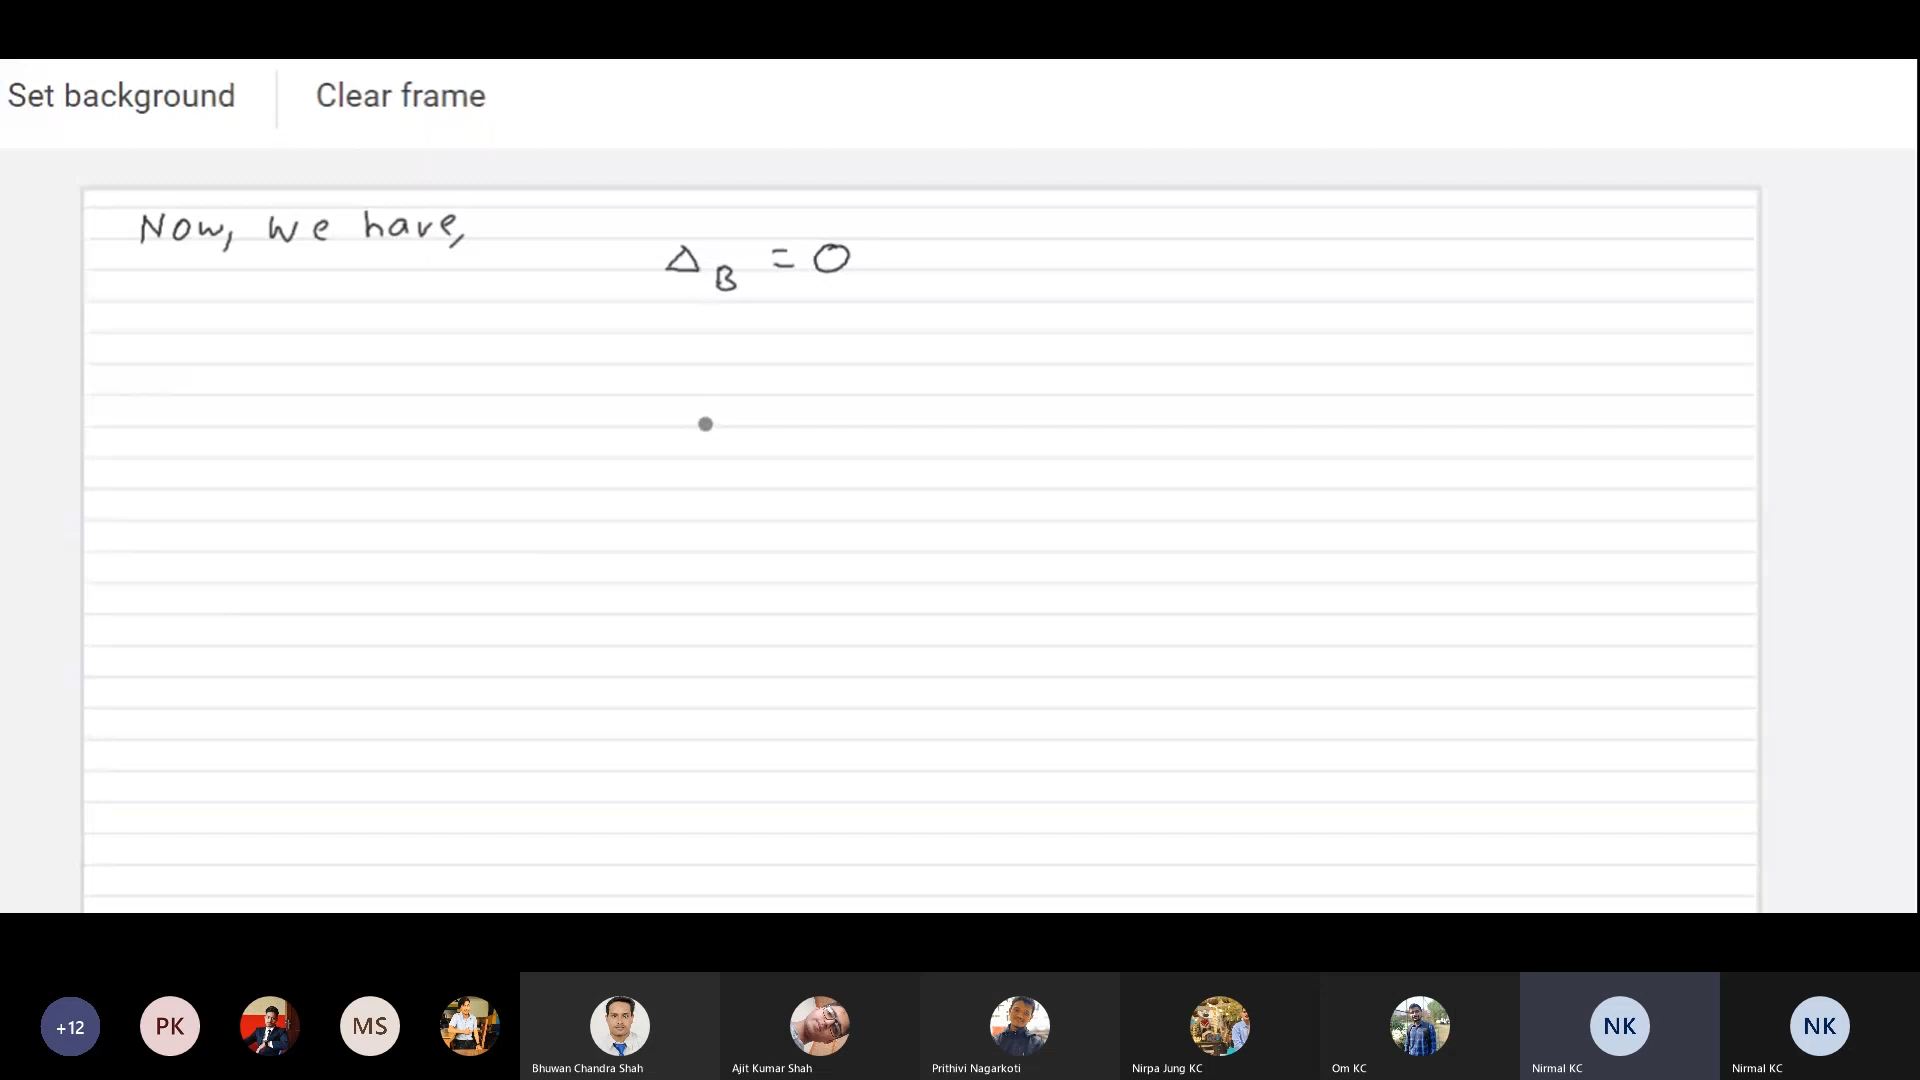 Set background Clear frame
Now, we have,
Δ B = 0
+12 PK MS NK NK
Bhuwan Chandra Shah Ajit Kumar Shah Prithivi Nagarkoti Nirpa Jung KC Om KC Nirmal KC Nirmal KC